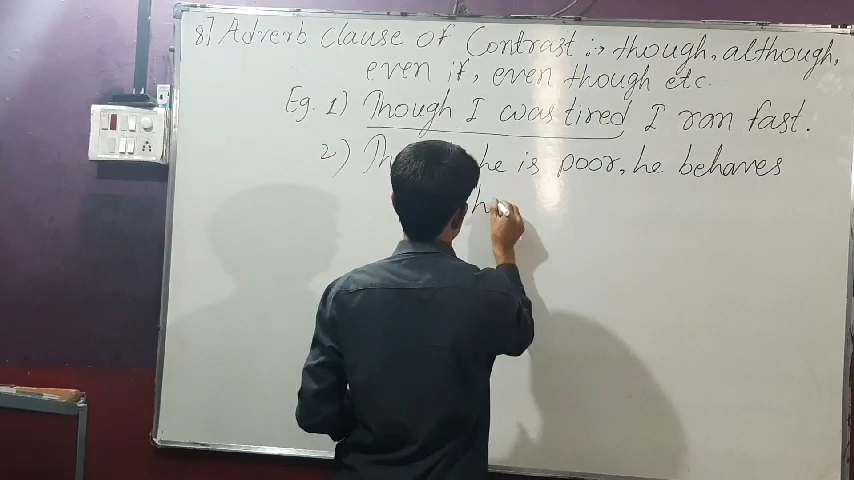 8] Adverb clause of Contrast :→ though, although,
even if, even though etc.
Eg. 1) Though I was tired I ran fast.
2) Th he is poor, he behaves
h